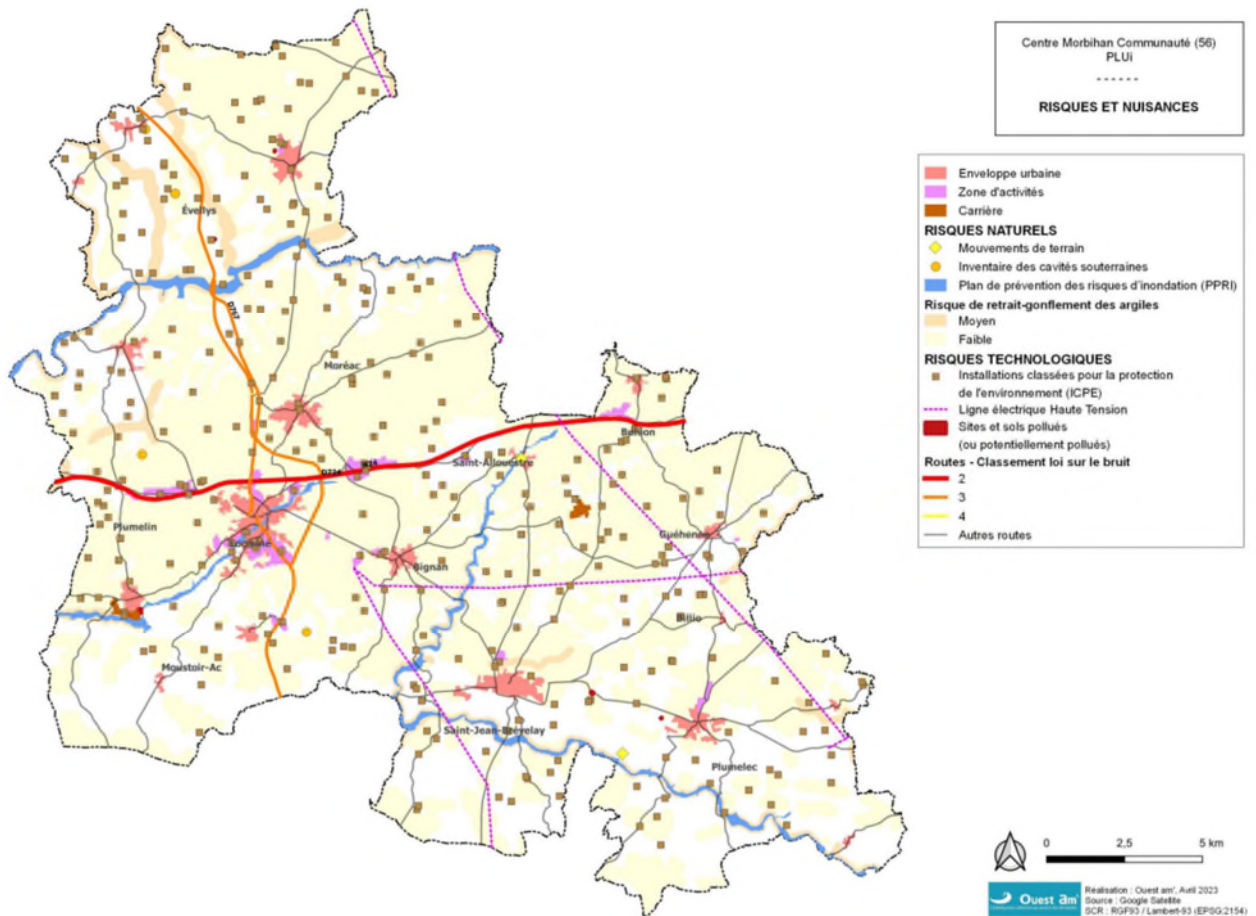 Centre Morbihan Communauté (56)
PLUi
------
RISQUES ET NUISANCES
Enveloppe urbaine
Zone d'activités
Carrière
RISQUES NATURELS
Mouvements de terrain
Inventaire des cavités souterraines
Plan de prévention des risques d'inondation (PPRI)
Risque de retrait-gonflement des argiles
Moyen
Faible
RISQUES TECHNOLOGIQUES
Installations classées pour la protection
de l'environnement (ICPE)
Ligne électrique Haute Tension
Sites et sols pollués
(ou potentiellement pollués)
Routes - Classement loi sur le bruit
2
3
4
Autres routes
Évellys
D767
Moréac
Buléon
Saint-Allouestre
D724
Plumelin
Locminé
Guéhenno
Bignan
Billio
Moustoir-Ac
Saint-Jean-Brévelay
Plumelec
0 2,5 5 km
Ouest am'
Réalisation : Ouest am', Avril 2023
Source : Google Satellite
SCR : RGF93 / Lambert-93 (EPSG:2154)